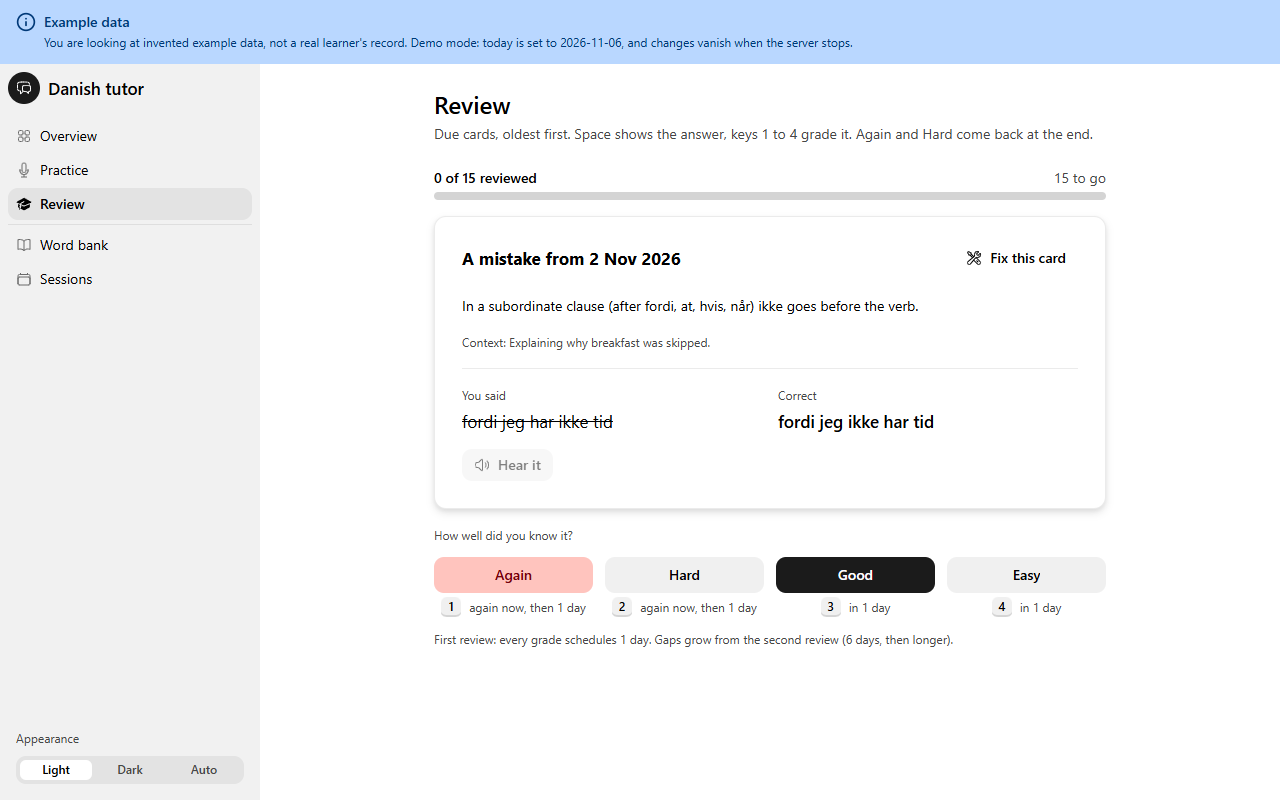 Example data
You are looking at invented example data, not a real learner's record. Demo mode: today is set to 2026-11-06, and changes vanish when the server stops.
Danish tutor
Overview
Practice
Review
Word bank
Sessions
Appearance
Light Dark Auto
Review
Due cards, oldest first. Space shows the answer, keys 1 to 4 grade it. Again and Hard come back at the end.
0 of 15 reviewed 15 to go
A mistake from 2 Nov 2026 Fix this card
In a subordinate clause (after fordi, at, hvis, når) ikke goes before the verb.
Context: Explaining why breakfast was skipped.
You said Correct
fordi jeg har ikke tid fordi jeg ikke har tid
Hear it
How well did you know it?
Again Hard Good Easy
1 again now, then 1 day 2 again now, then 1 day 3 in 1 day 4 in 1 day
First review: every grade schedules 1 day. Gaps grow from the second review (6 days, then longer).